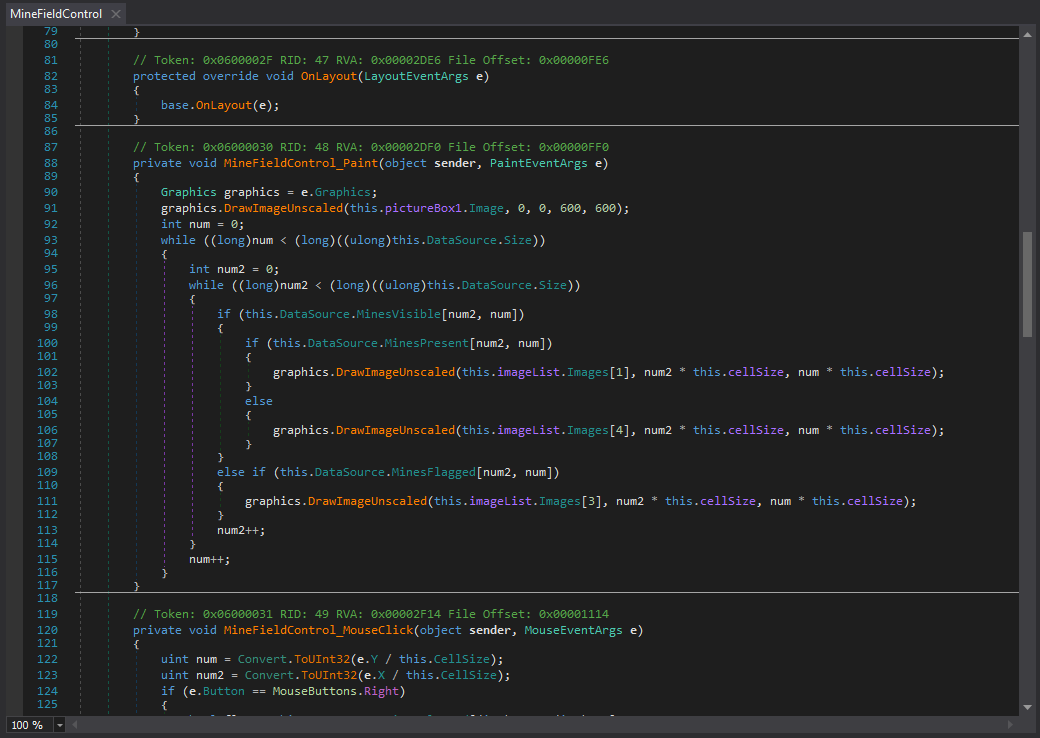 MineFieldControl
79 }
80
81 // Token: 0x0600002F RID: 47 RVA: 0x00002DE6 File Offset: 0x00000FE6
82 protected override void OnLayout(LayoutEventArgs e)
83 {
84 base.OnLayout(e);
85 }
86
87 // Token: 0x06000030 RID: 48 RVA: 0x00002DF0 File Offset: 0x00000FF0
88 private void MineFieldControl_Paint(object sender, PaintEventArgs e)
89 {
90 Graphics graphics = e.Graphics;
91 graphics.DrawImageUnscaled(this.pictureBox1.Image, 0, 0, 600, 600);
92 int num = 0;
93 while ((long)num < (long)((ulong)this.DataSource.Size))
94 {
95 int num2 = 0;
96 while ((long)num2 < (long)((ulong)this.DataSource.Size))
97 {
98 if (this.DataSource.MinesVisible[num2, num])
99 {
100 if (this.DataSource.MinesPresent[num2, num])
101 {
102 graphics.DrawImageUnscaled(this.imageList.Images[1], num2 * this.cellSize, num * this.cellSize);
103 }
104 else
105 {
106 graphics.DrawImageUnscaled(this.imageList.Images[4], num2 * this.cellSize, num * this.cellSize);
107 }
108 }
109 else if (this.DataSource.MinesFlagged[num2, num])
110 {
111 graphics.DrawImageUnscaled(this.imageList.Images[3], num2 * this.cellSize, num * this.cellSize);
112 }
113 num2++;
114 }
115 num++;
116 }
117 }
118
119 // Token: 0x06000031 RID: 49 RVA: 0x00002F14 File Offset: 0x00001114
120 private void MineFieldControl_MouseClick(object sender, MouseEventArgs e)
121 {
122 uint num = Convert.ToUInt32(e.Y / this.CellSize);
123 uint num2 = Convert.ToUInt32(e.X / this.CellSize);
124 if (e.Button == MouseButtons.Right)
125 {
100 %